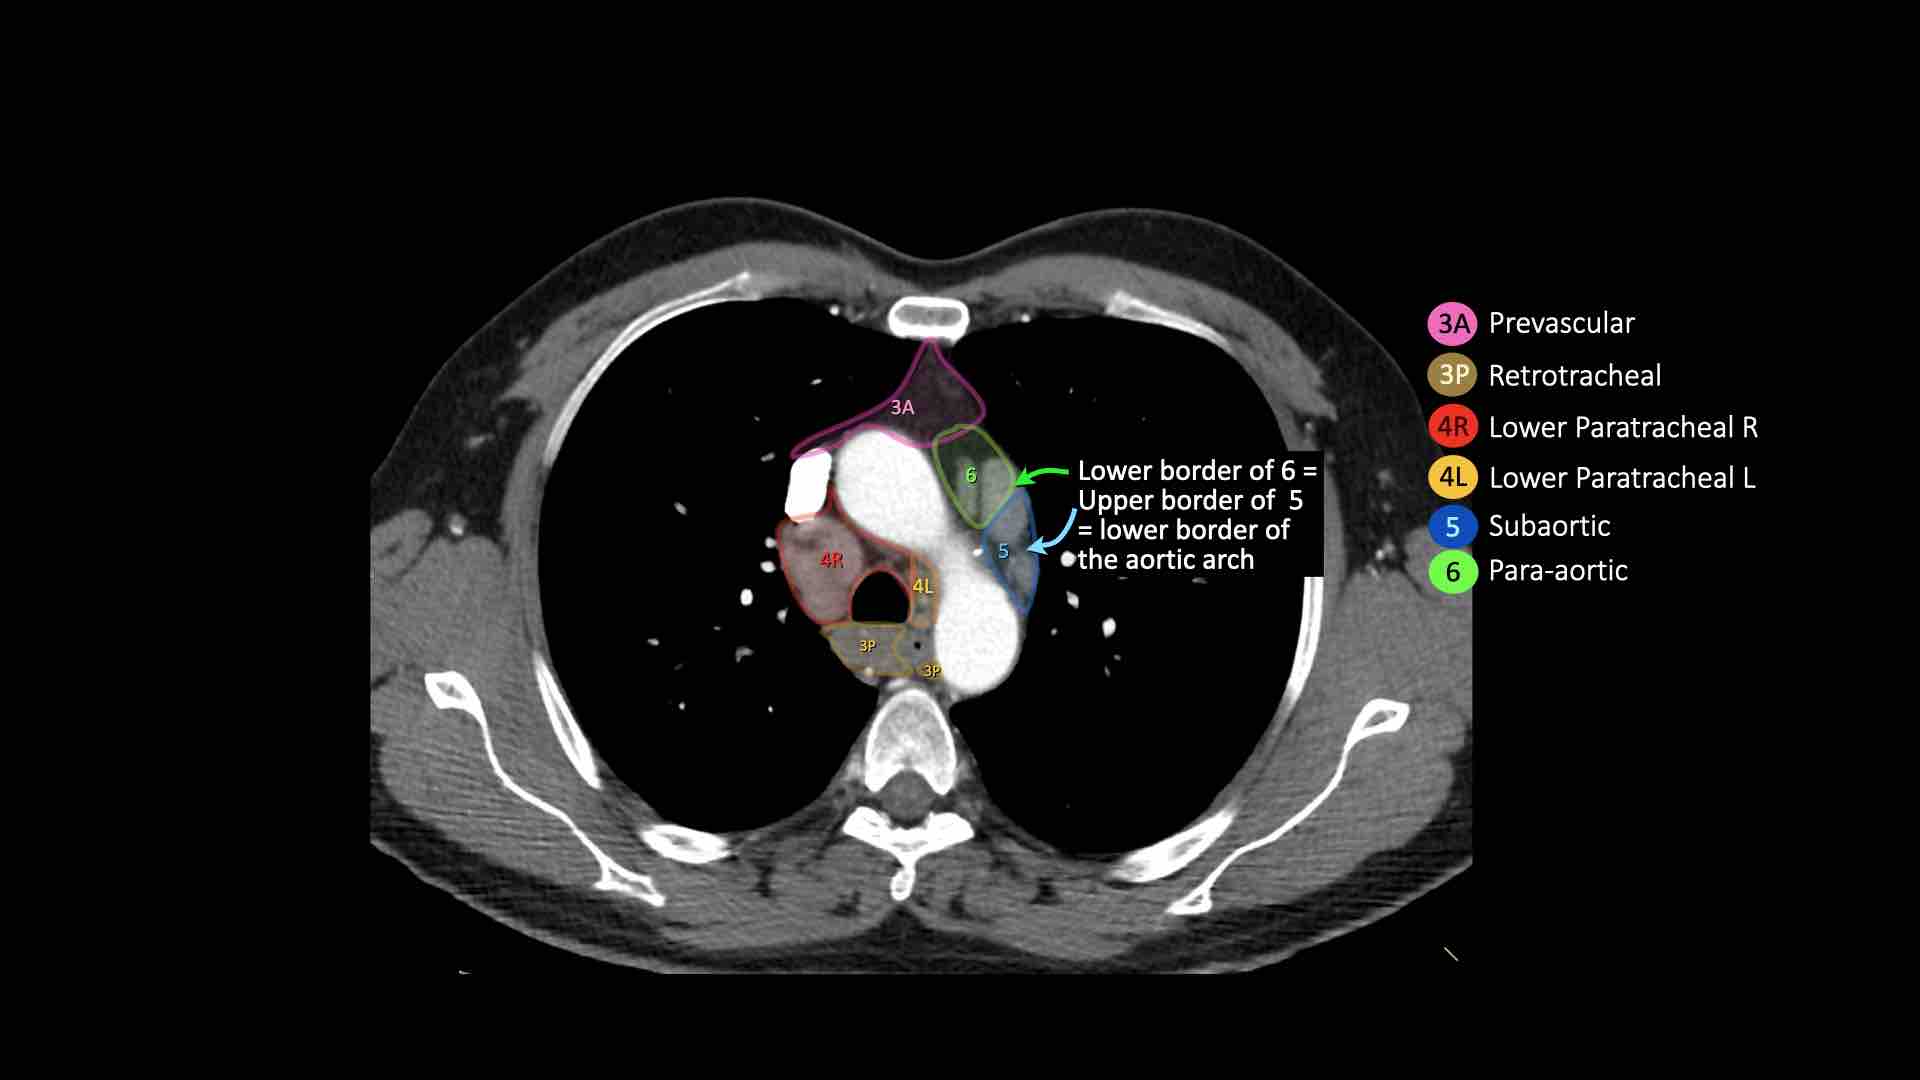 3A
6
Lower border of 6 =
Upper border of  5
= lower border of
the aortic arch
5
4R
4L
3P
3P
3A Prevascular
3P Retrotracheal
4R Lower Paratracheal R
4L Lower Paratracheal L
5 Subaortic
6 Para-aortic